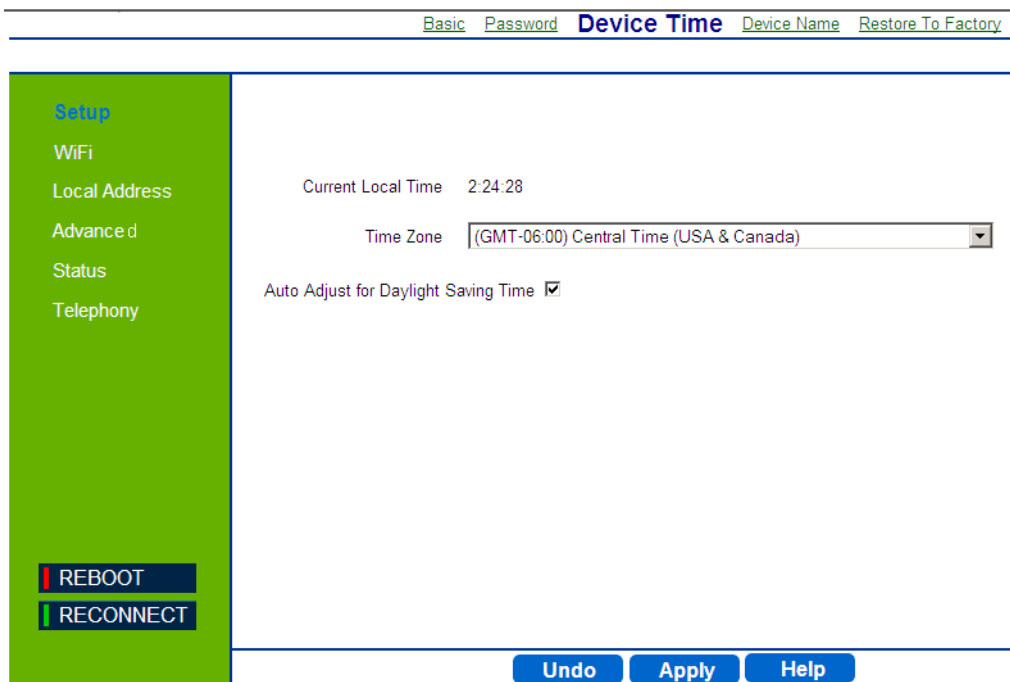 Basic Password Device Time Device Name Restore To Factory
Setup
WiFi
Local Address
Advanced
Status
Telephony
Current Local Time 2:24:28
Time Zone (GMT-06:00) Central Time (USA & Canada)
Auto Adjust for Daylight Saving Time
REBOOT
RECONNECT
Undo Apply Help